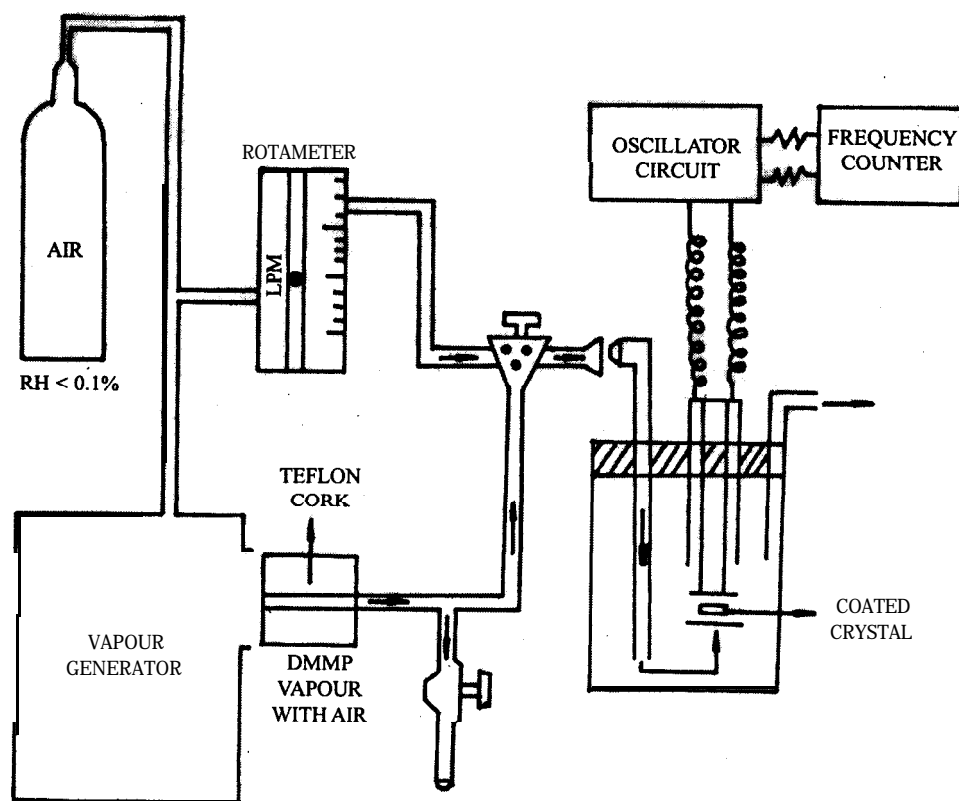 AIR
RH < 0.1%
ROTAMETER
LPM
OSCILLATOR
CIRCUIT
FREQUENCY
COUNTER
TEFLON
CORK
VAPOUR
GENERATOR
DMMP
VAPOUR
WITH AIR
COATED
CRYSTAL